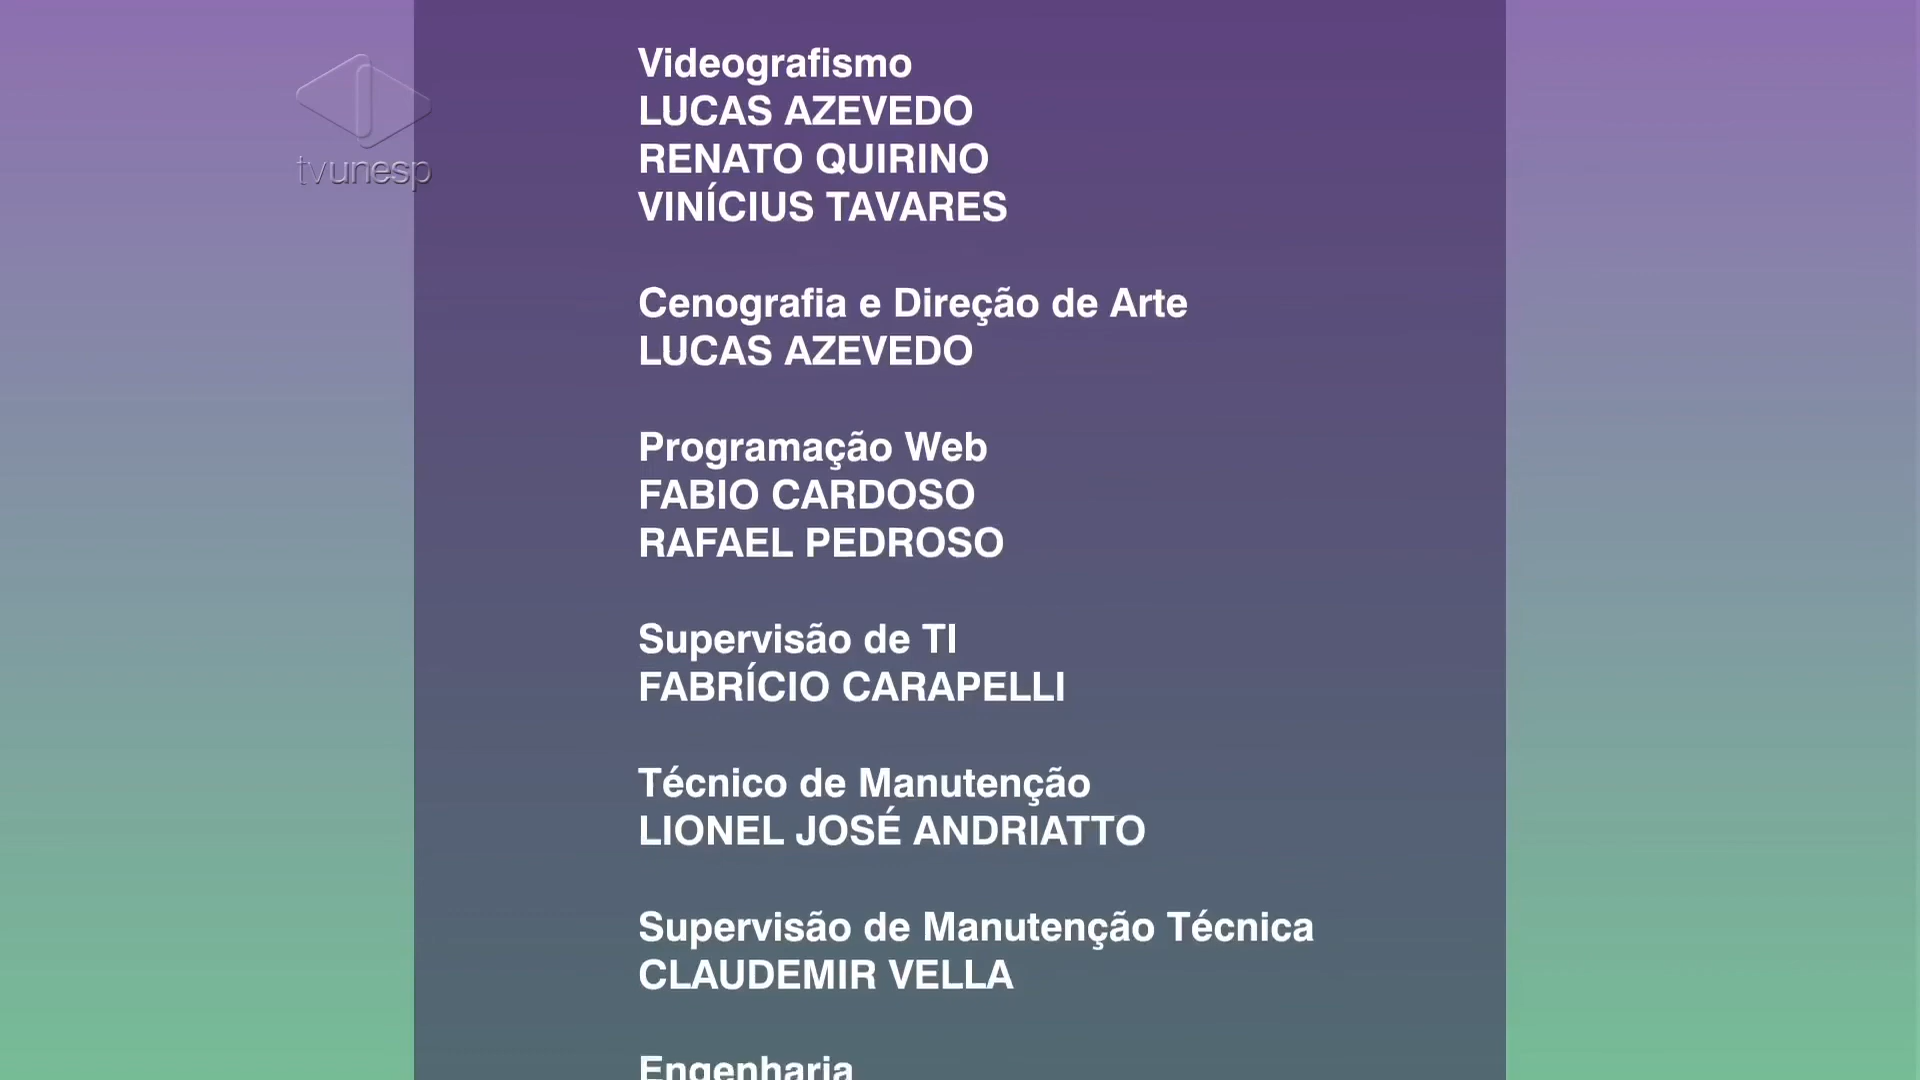 tvunesp
Videografismo
LUCAS AZEVEDO
RENATO QUIRINO
VINÍCIUS TAVARES
Cenografia e Direção de Arte
LUCAS AZEVEDO
Programação Web
FABIO CARDOSO
RAFAEL PEDROSO
Supervisão de TI
FABRÍCIO CARAPELLI
Técnico de Manutenção
LIONEL JOSÉ ANDRIATTO
Supervisão de Manutenção Técnica
CLAUDEMIR VELLA
Engenharia